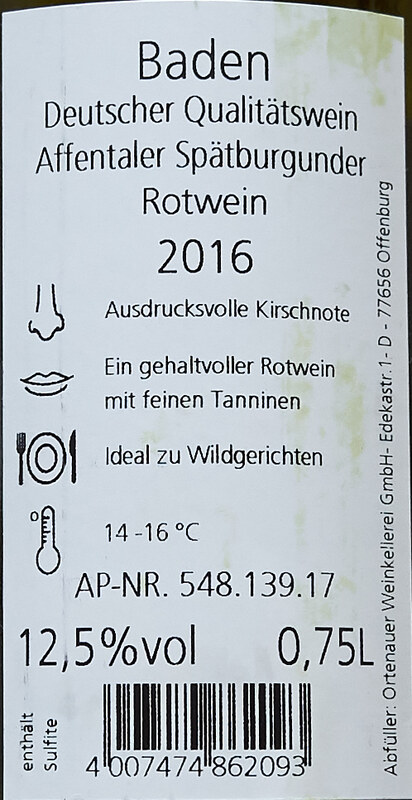 Baden
Deutscher Qualitätswein
Affentaler Spätburgunder
Rotwein
2016
Ausdrucksvolle Kirschnote
Ein gehaltvoller Rotwein
mit feinen Tanninen
Ideal zu Wildgerichten
14 -16 °C
AP-NR. 548.139.17
12,5%vol 0,75L
enthält
Sulfite
4 007474 862093
Abfüller: Ortenauer Weinkellerei GmbH- Edekastr.1- D - 77656 Offenburg